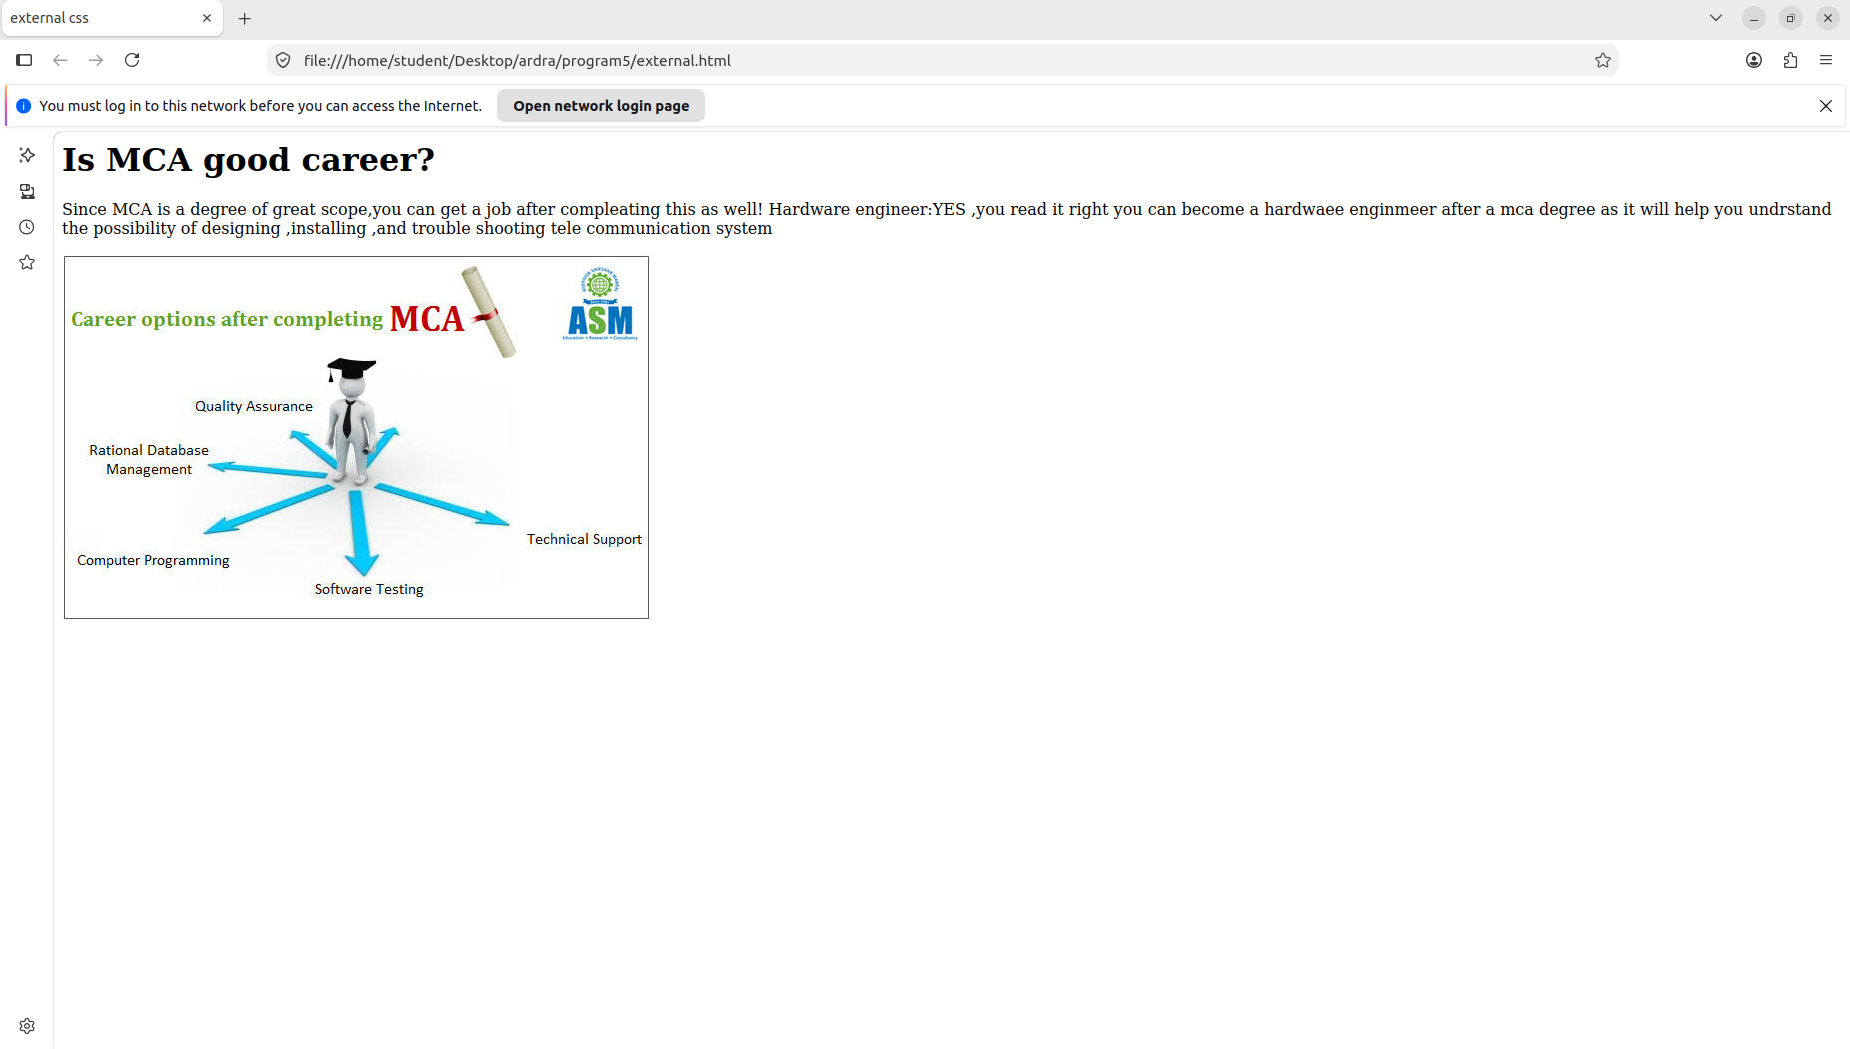 external css
file:///home/student/Desktop/ardra/program5/external.html
You must log in to this network before you can access the Internet. Open network login page
Is MCA good career?
Since MCA is a degree of great scope,you can get a job after compleating this as well! Hardware engineer:YES ,you read it right you can become a hardwaee enginmeer after a mca degree as it will help you undrstand
the possibility of designing ,installing ,and trouble shooting tele communication system
Career options after completing MCA
ASM
Education • Research • Consultancy
Quality Assurance
Rational Database
Management
Technical Support
Computer Programming
Software Testing